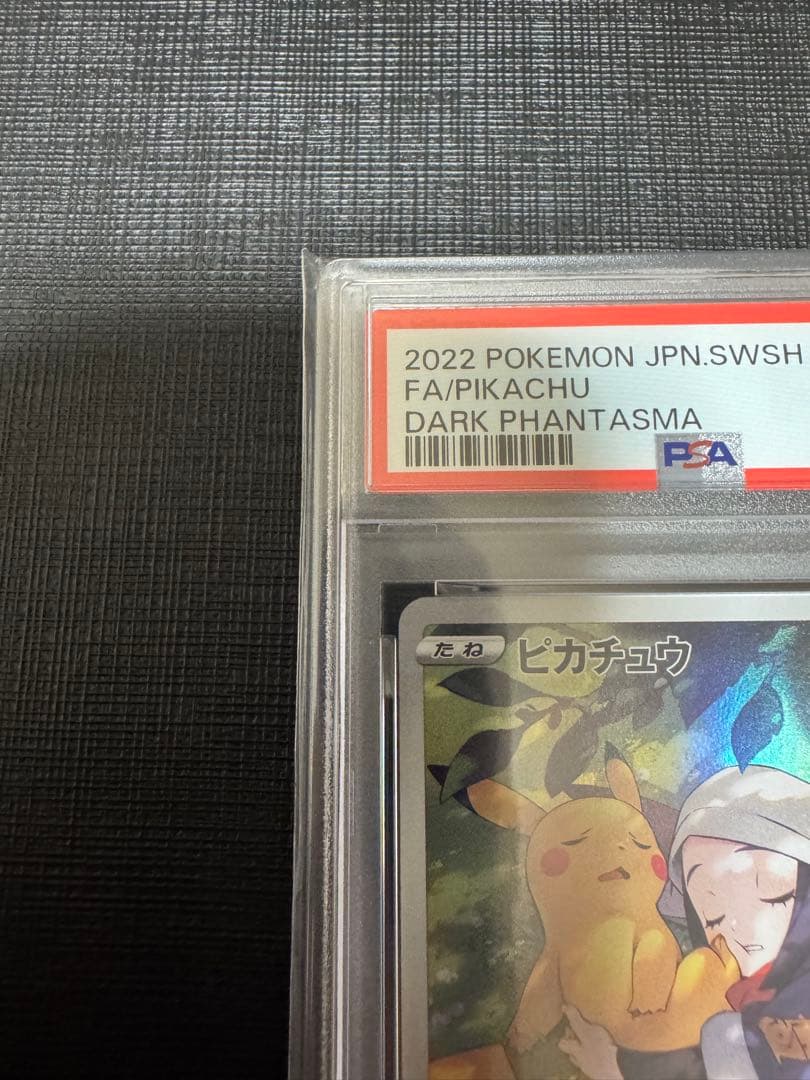 2022 POKEMON JPN.SWSH
FA/PIKACHU
DARK PHANTASMA
PSA
たね ピカチュウ